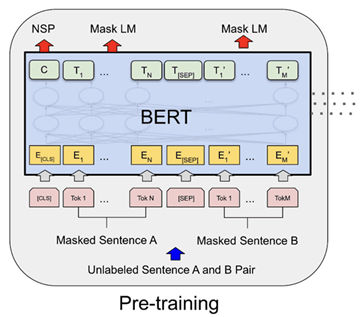 NSP Mask LM Mask LM
C T1 ... TN T[SEP] T1' ... TM'
BERT
E[CLS] E1 ... EN E[SEP] E1' ... EM'
[CLS] Tok 1 ... Tok N [SEP] Tok 1 ... TokM
Masked Sentence A Masked Sentence B
Unlabeled Sentence A and B Pair
Pre-training